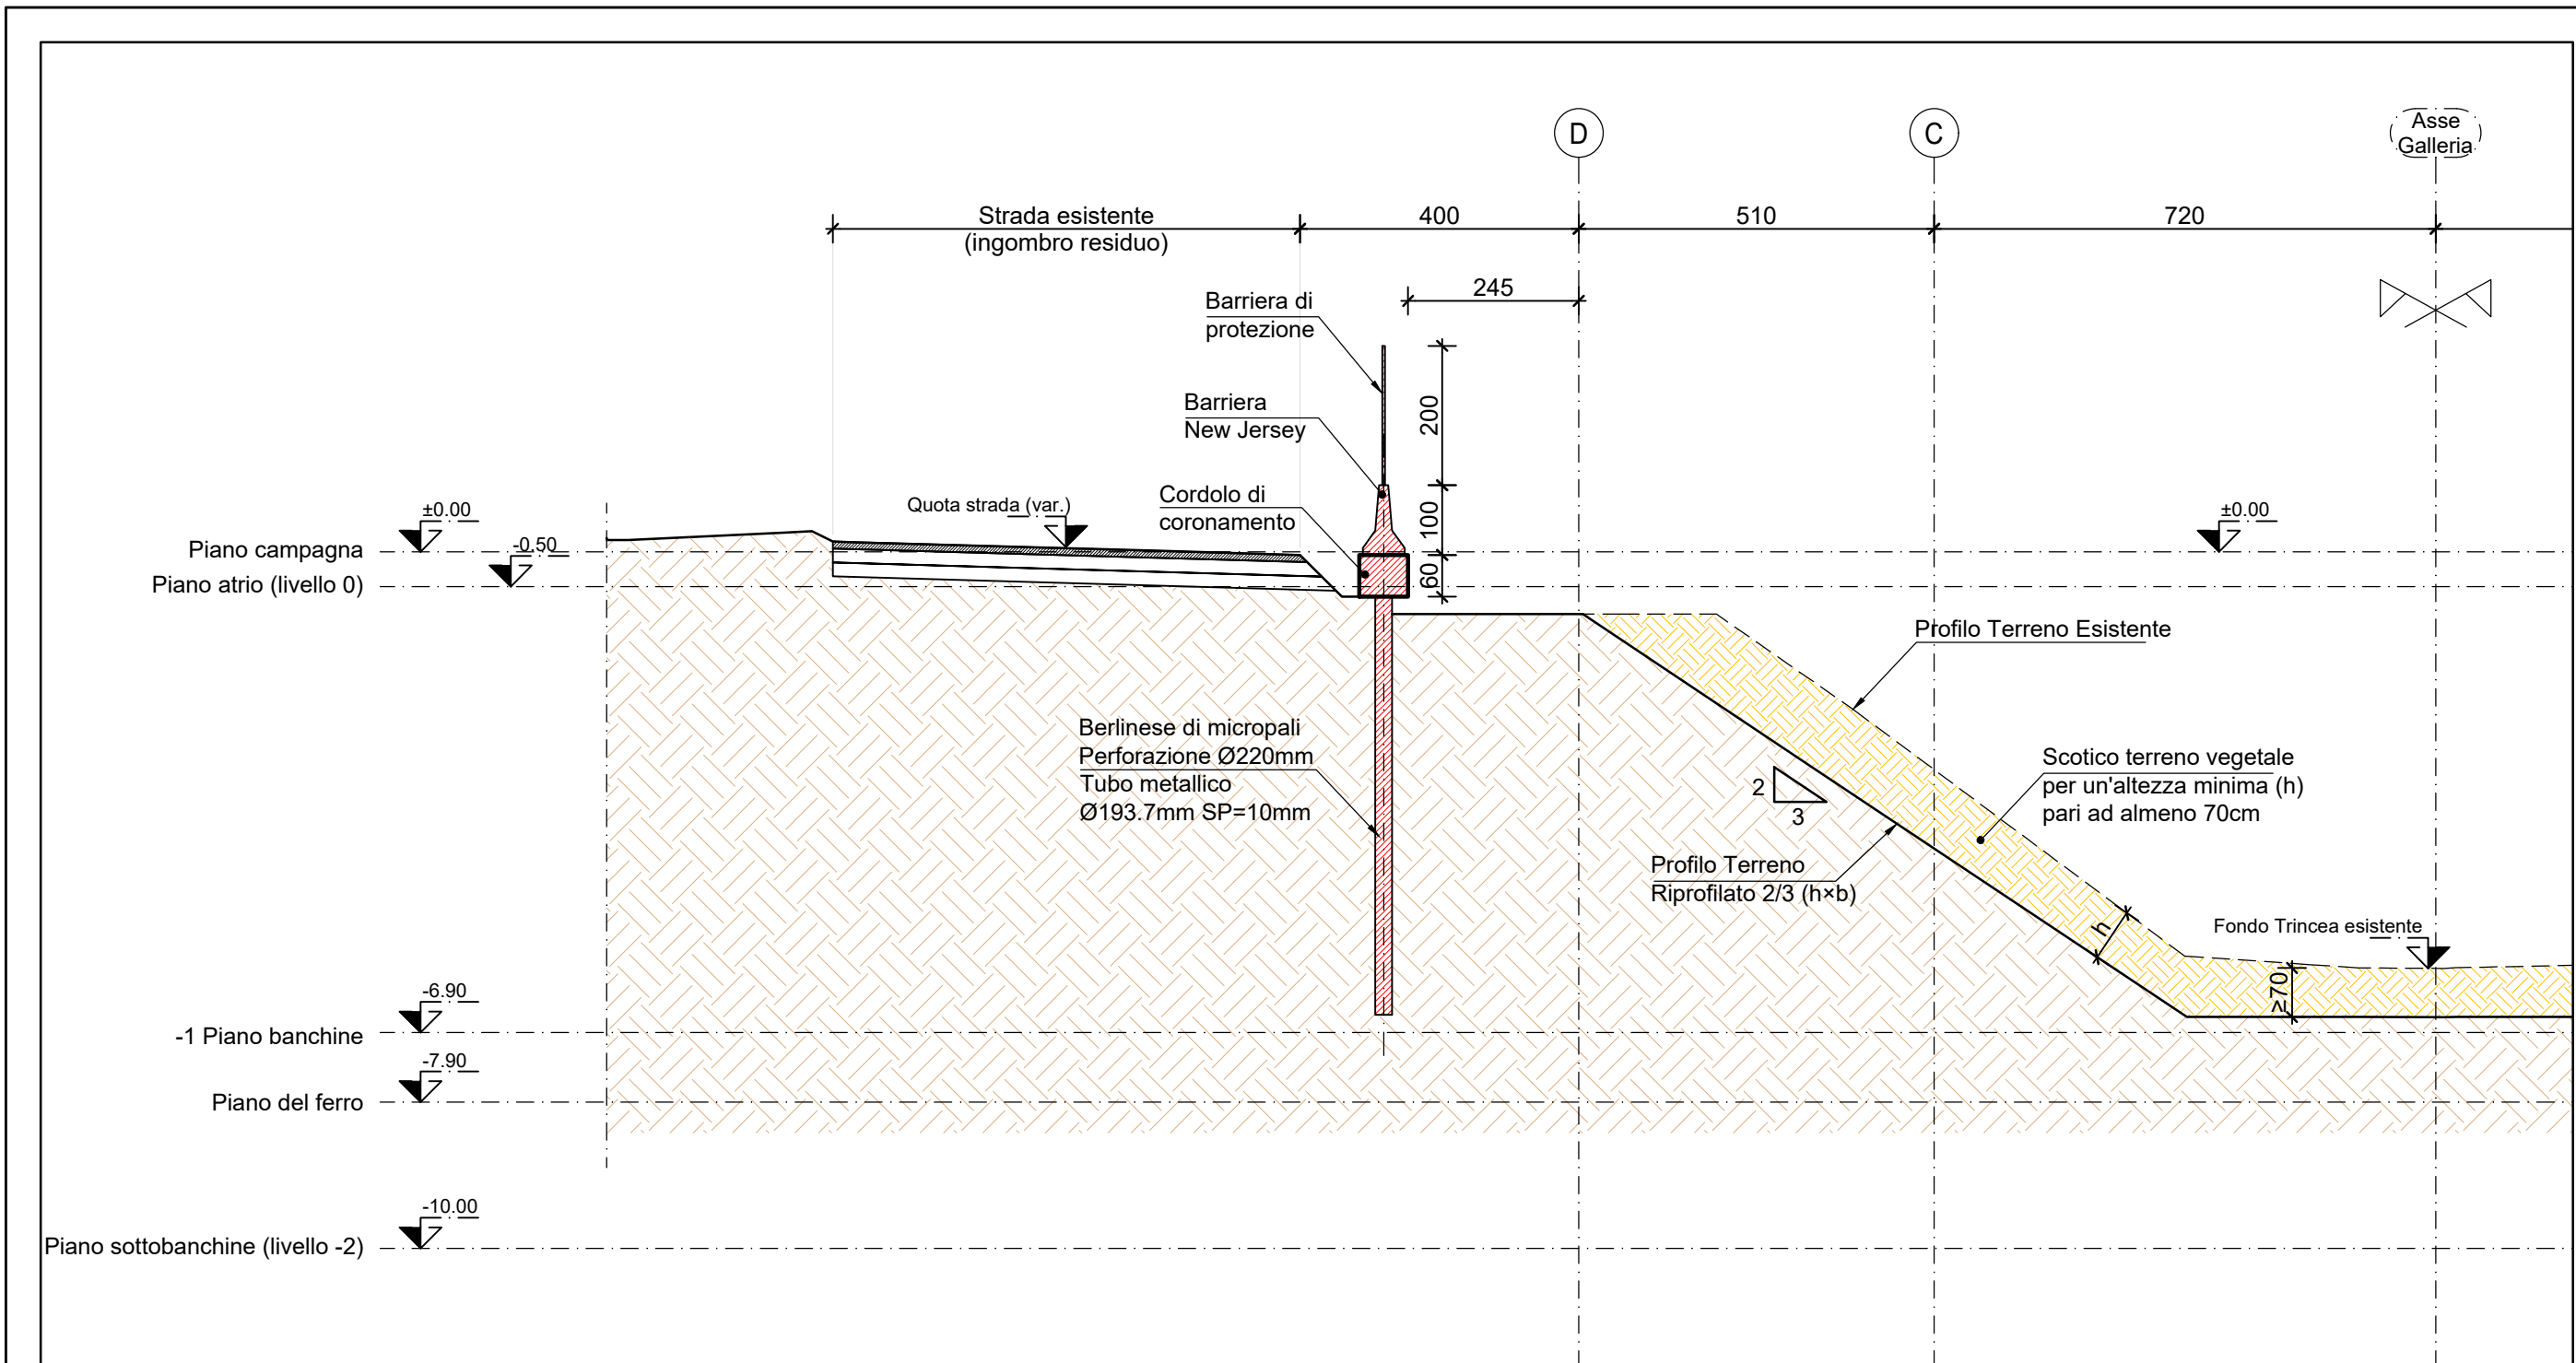 D
C
Asse
Galleria
Strada esistente
(ingombro residuo)
400
510
720
245
Barriera di
protezione
200
Barriera
New Jersey
100
Cordolo di
coronamento
60
Quota strada (var.)
±0.00
±0.00
-0.50
Piano campagna
Piano atrio (livello 0)
Profilo Terreno Esistente
Berlinese di micropali
Perforazione Ø220mm
Tubo metallico
Ø193.7mm SP=10mm
2
3
Scotico terreno vegetale
per un'altezza minima (h)
pari ad almeno 70cm
Profilo Terreno
Riprofilato 2/3 (h×b)
h
Fondo Trincea esistente
≥70
-6.90
-1 Piano banchine
-7.90
Piano del ferro
-10.00
Piano sottobanchine (livello -2)